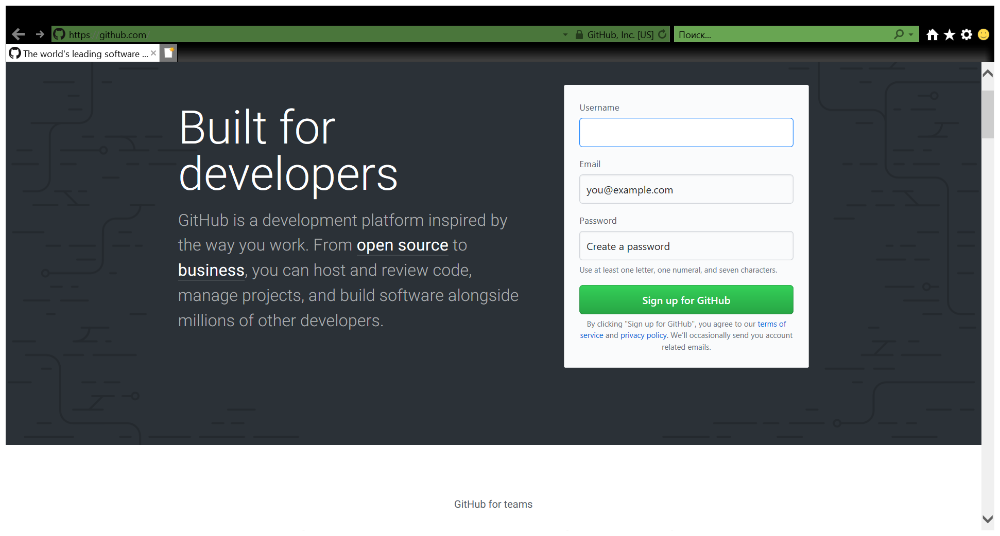 https github.com
GitHub, Inc. [US]
Поиск...
The world's leading software ...
Built for
developers
GitHub is a development platform inspired by
the way you work. From open source to
business, you can host and review code,
manage projects, and build software alongside
millions of other developers.
Username
Email
you@example.com
Password
Create a password
Use at least one letter, one numeral, and seven characters.
Sign up for GitHub
By clicking "Sign up for GitHub", you agree to our terms of
service and privacy policy. We'll occasionally send you account
related emails.
GitHub for teams